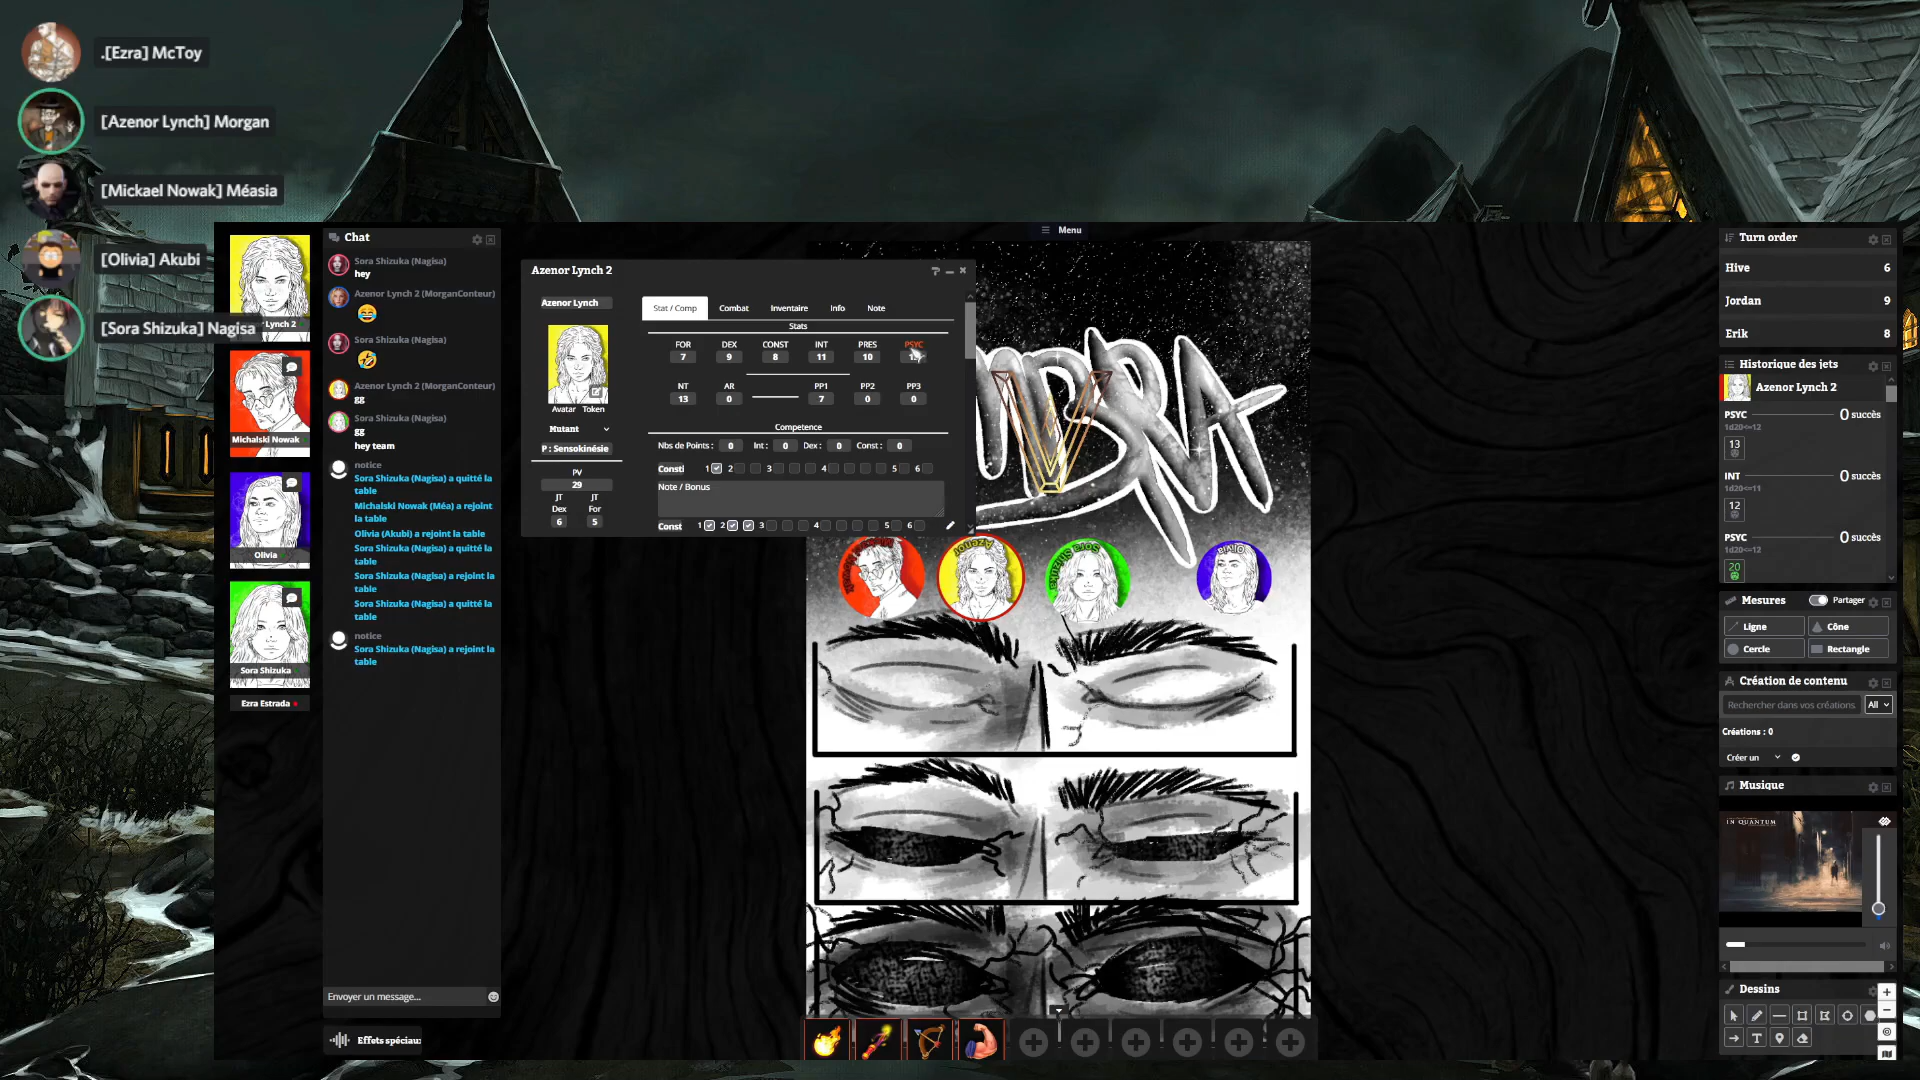 .[Ezra] McToy
[Azenor Lynch] Morgan
[Mickael Nowak] Méasia
[Olivia] Akubi
[Sora Shizuka] Nagisa
Lynch 2
Michalski Nowak
Olivia
Sora Shizuka
Ezra Estrada
Chat
Sora Shizuka (Nagisa)
hey
Azenor Lynch 2 (MorganConteur)
Sora Shizuka (Nagisa)
Azenor Lynch 2 (MorganConteur)
gg
Sora Shizuka (Nagisa)
gg
hey team
notice
Sora Shizuka (Nagisa) a quitté la
table
Michalski Nowak (Méa) a rejoint
la table
Olivia (Akubi) a rejoint la table
Sora Shizuka (Nagisa) a quitté la
table
Sora Shizuka (Nagisa) a rejoint la
table
Sora Shizuka (Nagisa) a quitté la
table
notice
Sora Shizuka (Nagisa) a rejoint la
table
Envoyer un message...
Effets spéciau
Menu
Azenor Lynch 2
Azenor Lynch
Avatar Token
Mutant
P : Sensokinésie
PV
29
JT JT
Dex For
6 5
Stat / Comp Combat Inventaire Info Note
Stats
FOR DEX CONST INT PRES PSYC
7 9 8 11 10
NT AR PP1 PP2 PP3
13 0 7 0 0
Competence
Nbs de Points : 0 Int : 0 Dex : 0 Const : 0
Consti 1 2 3 4 5 6
Note / Bonus
Const 1 2 3 4 5 6
Azenor
Sora Shizuka
Olivia
Turn order
Hive 6
Jordan 9
Erik 8
Historique des jets
Azenor Lynch 2
PSYC 0 succès
1d20<=12
13
INT 0 succès
1d20<=11
12
PSYC 0 succès
1d20<=12
20
Mesures Partager
Ligne Cône
Cercle Rectangle
Création de contenu
Rechercher dans vos créations All
Créations : 0
Créer un
Musique
IN QUANTUM
Dessins